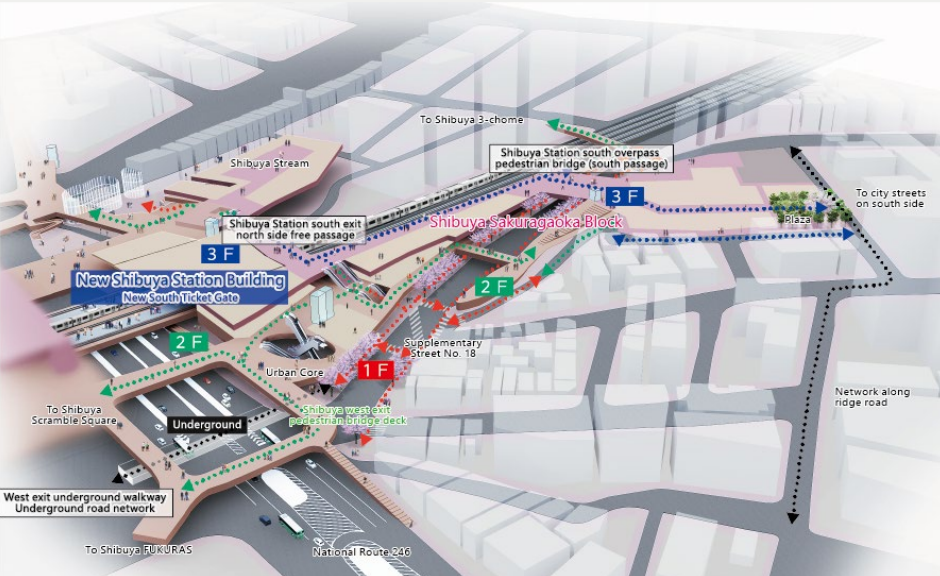 To Shibuya 3-chome
Shibuya Station south overpass
pedestrian bridge (south passage)
Shibuya Stream
3 F
To city streets
on south side
Plaza
Shibuya Station south exit
north side free passage
Shibuya Sakuragaoka Block
3 F
New Shibuya Station Building
New South Ticket Gate
2 F
2 F
Supplementary
Street No. 18
Urban Core
1 F
Network along
ridge road
To Shibuya
Scramble Square
Shibuya west exit
pedestrian bridge deck
Underground
West exit underground walkway
Underground road network
To Shibuya FUKURAS
National Route 246